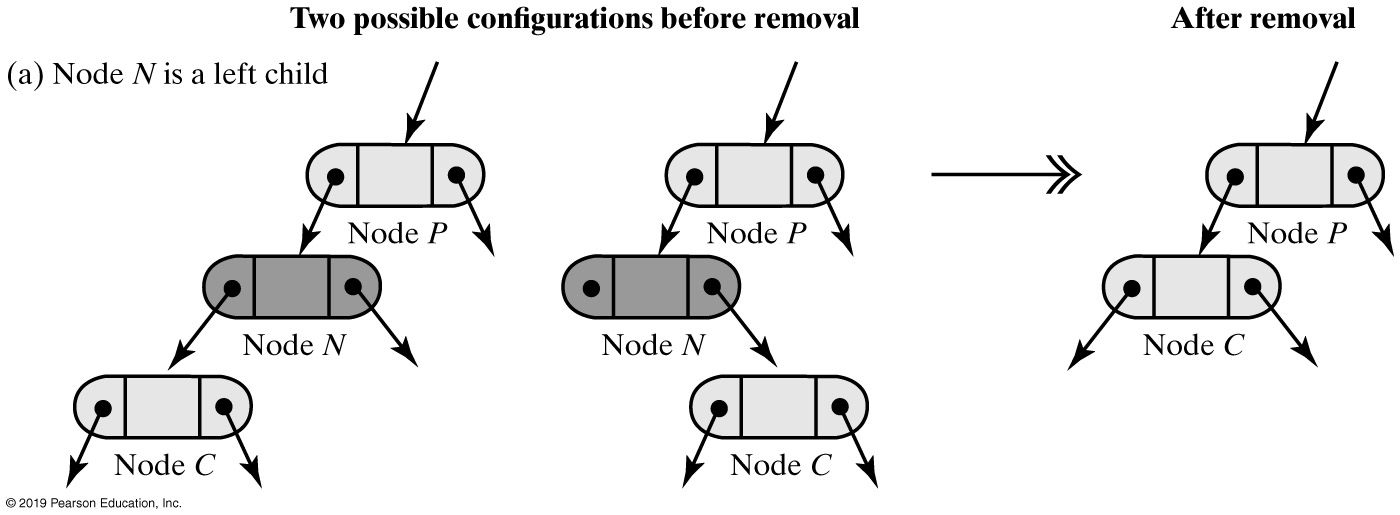 Two possible configurations before removal
After removal
(a) Node N is a left child
Node P
Node P
Node P
Node N
Node N
Node C
Node C
Node C
© 2019 Pearson Education, Inc.